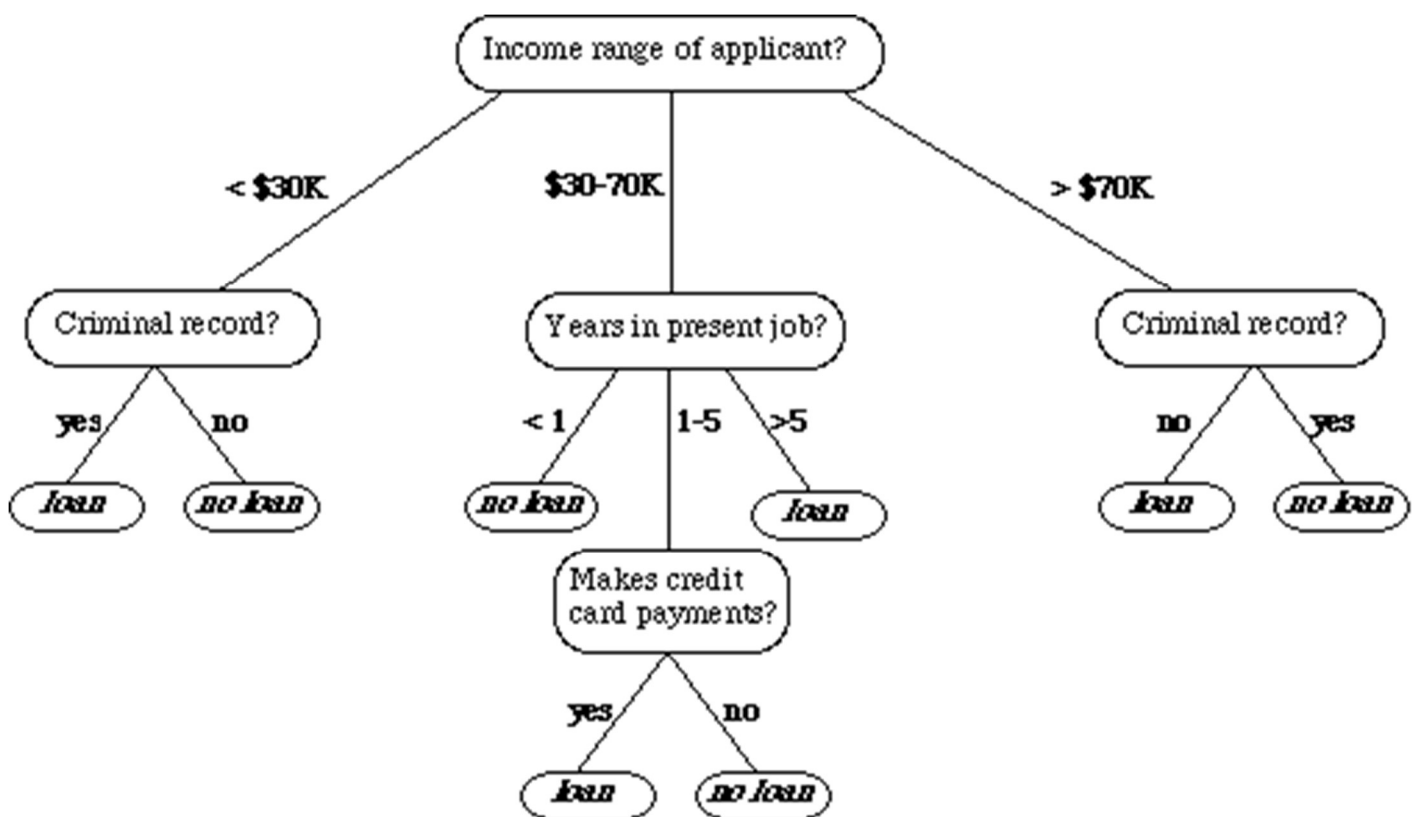 Income range of applicant?
< $30K
$30-70K
> $70K
Criminal record?
Years in present job?
Criminal record?
yes
no
< 1
1-5
>5
no
yes
loan
no loan
no loan
loan
loan
no loan
Makes credit
card payments?
yes
no
loan
no loan